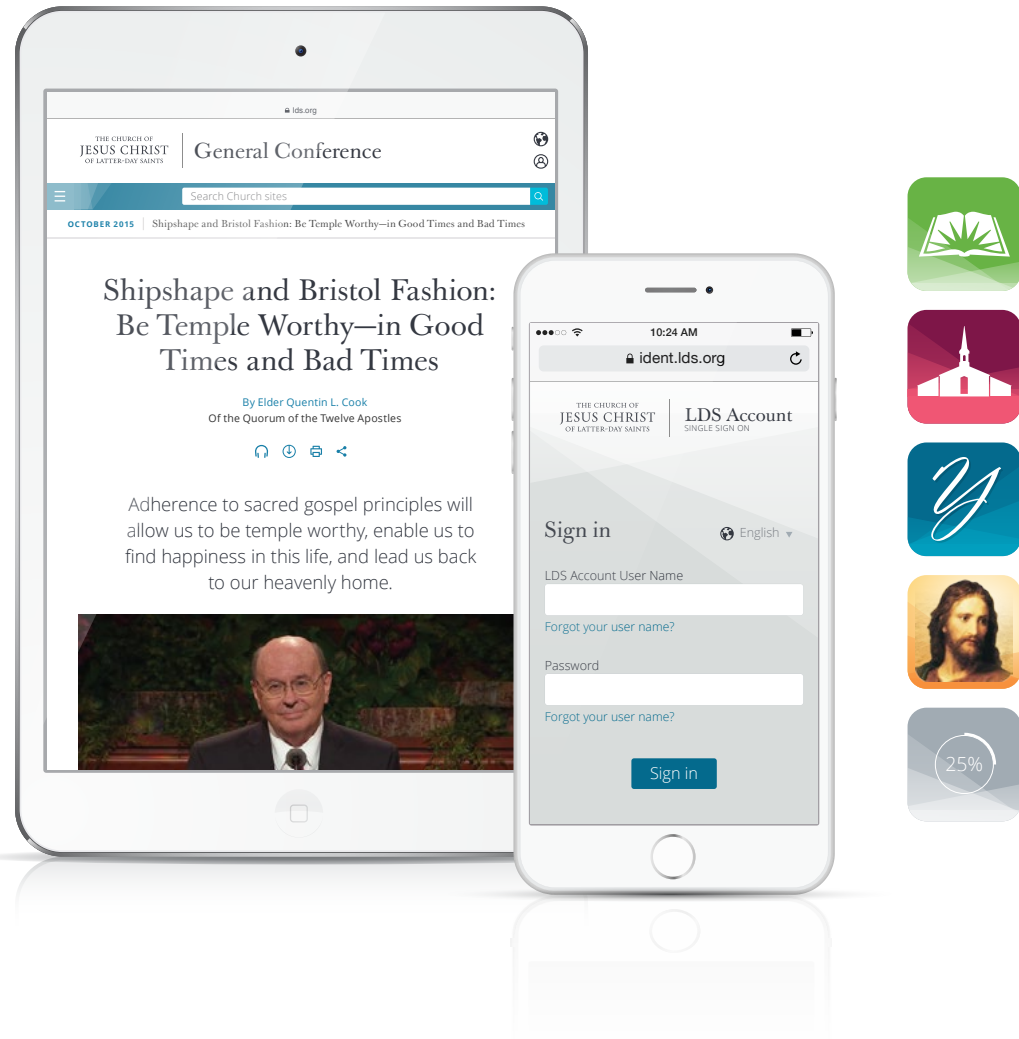 lds.org
THE CHURCH OF
JESUS CHRIST
OF LATTER-DAY SAINTS
General Conference
Search Church sites
OCTOBER 2015
Shipshape and Bristol Fashion: Be Temple Worthy—in Good Times and Bad Times
Shipshape and Bristol Fashion:
Be Temple Worthy—in Good
Times and Bad Times
By Elder Quentin L. Cook
Of the Quorum of the Twelve Apostles
Adherence to sacred gospel principles will
allow us to be temple worthy, enable us to
find happiness in this life, and lead us back
to our heavenly home.
10:24 AM
ident.lds.org
THE CHURCH OF
JESUS CHRIST
OF LATTER-DAY SAINTS
LDS Account
SINGLE SIGN ON
Sign in
English
LDS Account User Name
Forgot your user name?
Password
Forgot your user name?
Sign in
Y
25%